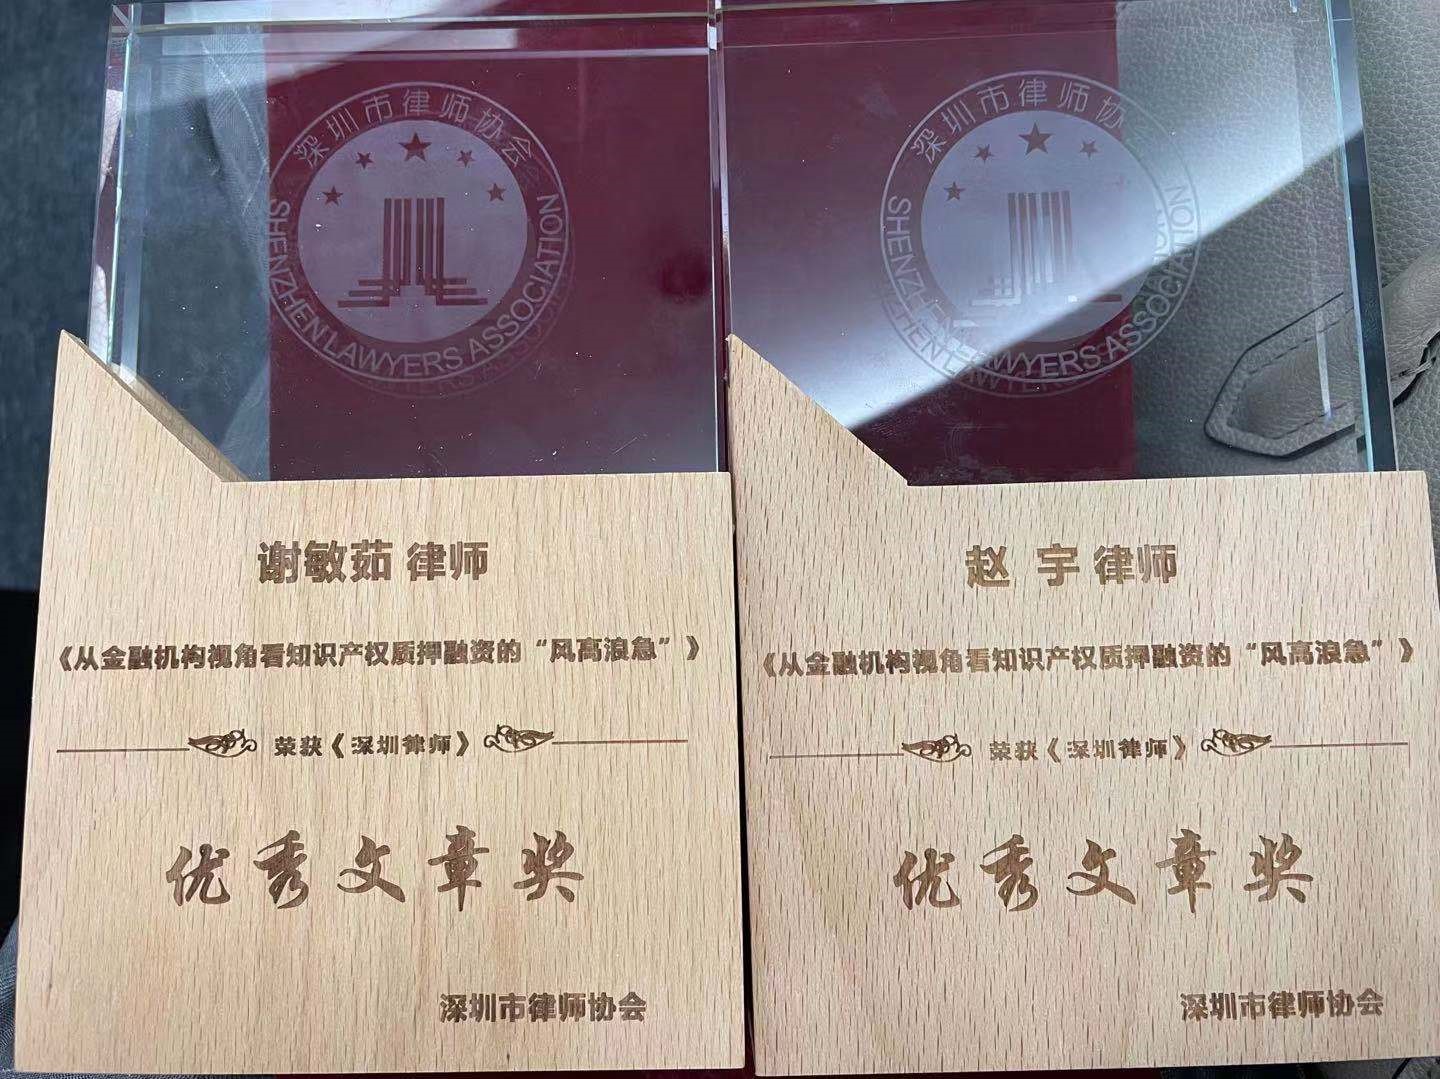 深圳市律师协会
SHENZHEN LAWYERS ASSOCIATION
谢敏茹 律师
《从金融机构视角看知识产权质押融资的“风高浪急”》
荣获《深圳律师》
优秀文章奖
深圳市律师协会
深圳市律师协
SHENZHEN LAWYERS ASSOCIATION
赵 宇 律师
《从金融机构视角看知识产权质押融资的“风高浪急”》
荣获《深圳律师》
优秀文章奖
深圳市律师协会